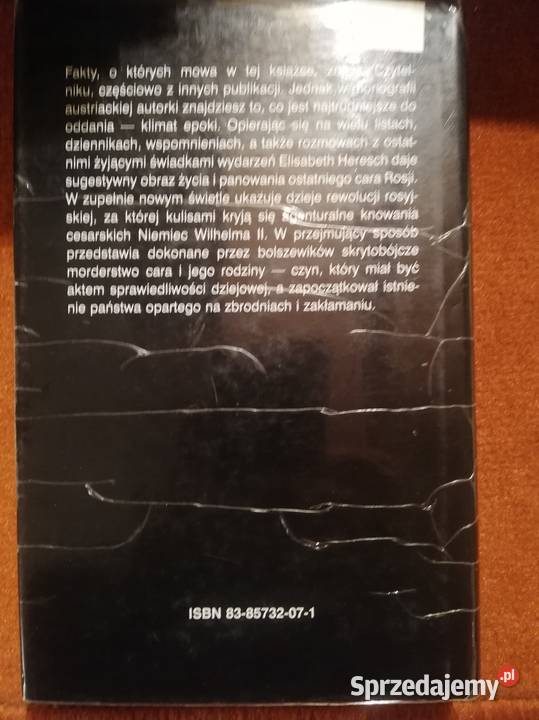 Fakty, o których mowa w tej książce, znasz Czytel-
niku, częściowo z innych publikacji. Jednak w monografii
austriackiej autorki znajdziesz to, co jest najtrudniejsze do
oddania — klimat epoki. Opierając się na wielu listach,
dziennikach, wspomnieniach, a także rozmowach z ostat-
nimi żyjącymi świadkami wydarzeń Elisabeth Heresch daje
sugestywny obraz życia i panowania ostatniego cara Rosji.
W zupełnie nowym świetle ukazuje dzieje rewolucji rosyj-
skiej, za której kulisami kryją się agenturalne knowania
cesarskich Niemiec Wilhelma II. W przejmujący sposób
przedstawia dokonane przez bolszewików skrytobójcze
morderstwo cara i jego rodziny — czyn, który miał być
aktem sprawiedliwości dziejowej, a zapoczątkował istnie-
nie państwa opartego na zbrodniach i zakłamaniu.
ISBN 83-85732-07-1
Sprzedajemy.pl